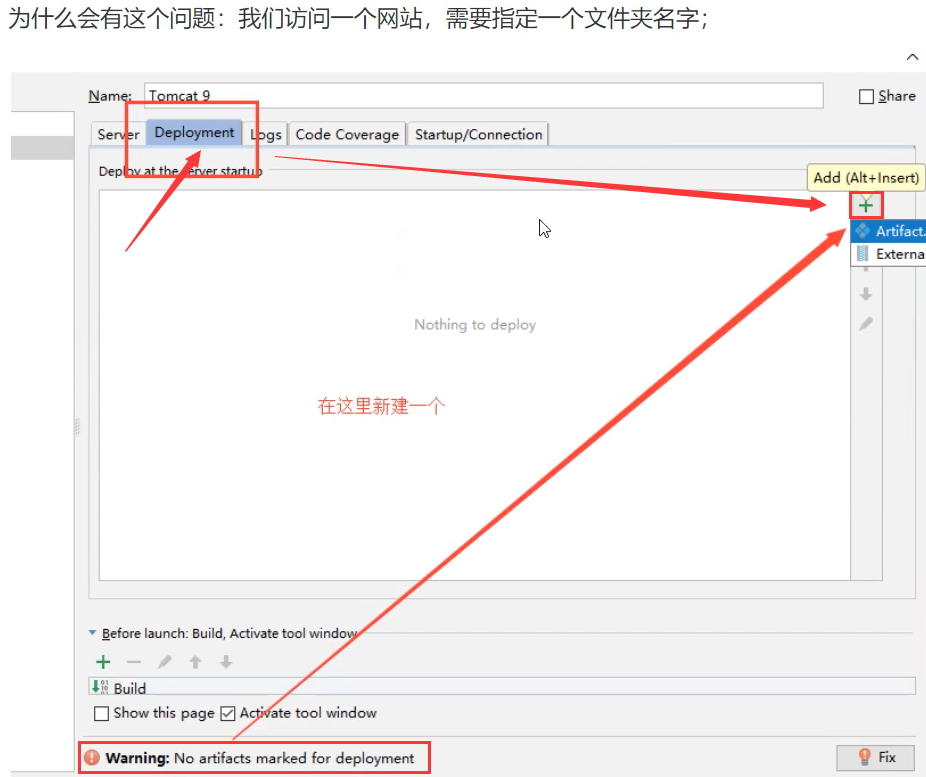 为什么会有这个问题：我们访问一个网站，需要指定一个文件夹名字；
Name: Tomcat 9
Share
Server Deployment Logs Code Coverage Startup/Connection
Deploy at the server startup
Add (Alt+Insert)
Artifact.
Externa
Nothing to deploy
在这里新建一个
Before launch: Build, Activate tool window
Build
Show this page Activate tool window
Warning: No artifacts marked for deployment
Fix